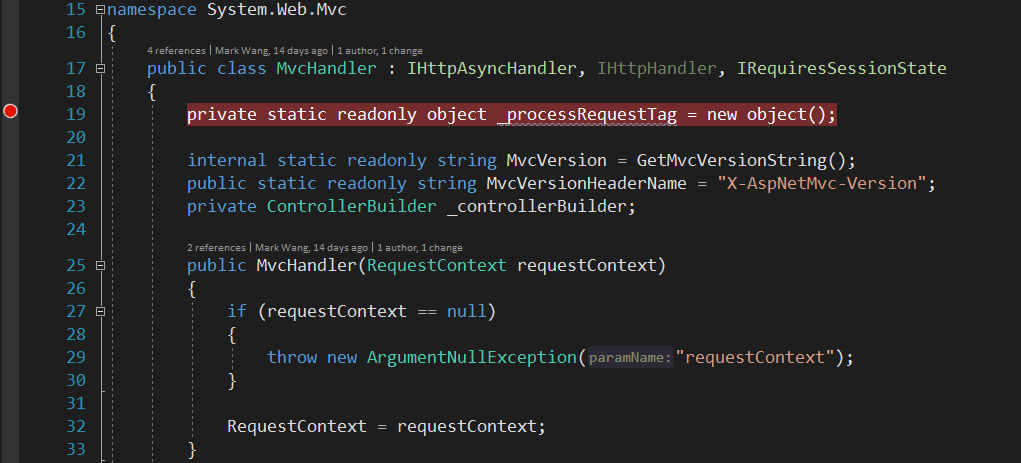 15 namespace System.Web.Mvc
16 {
4 references | Mark Wang, 14 days ago | 1 author, 1 change
17 public class MvcHandler : IHttpAsyncHandler, IHttpHandler, IRequiresSessionState
18 {
19 private static readonly object _processRequestTag = new object();
20
21 internal static readonly string MvcVersion = GetMvcVersionString();
22 public static readonly string MvcVersionHeaderName = "X-AspNetMvc-Version";
23 private ControllerBuilder _controllerBuilder;
24
2 references | Mark Wang, 14 days ago | 1 author, 1 change
25 public MvcHandler(RequestContext requestContext)
26 {
27 if (requestContext == null)
28 {
29 throw new ArgumentNullException(paramName: "requestContext");
30 }
31
32 RequestContext = requestContext;
33 }